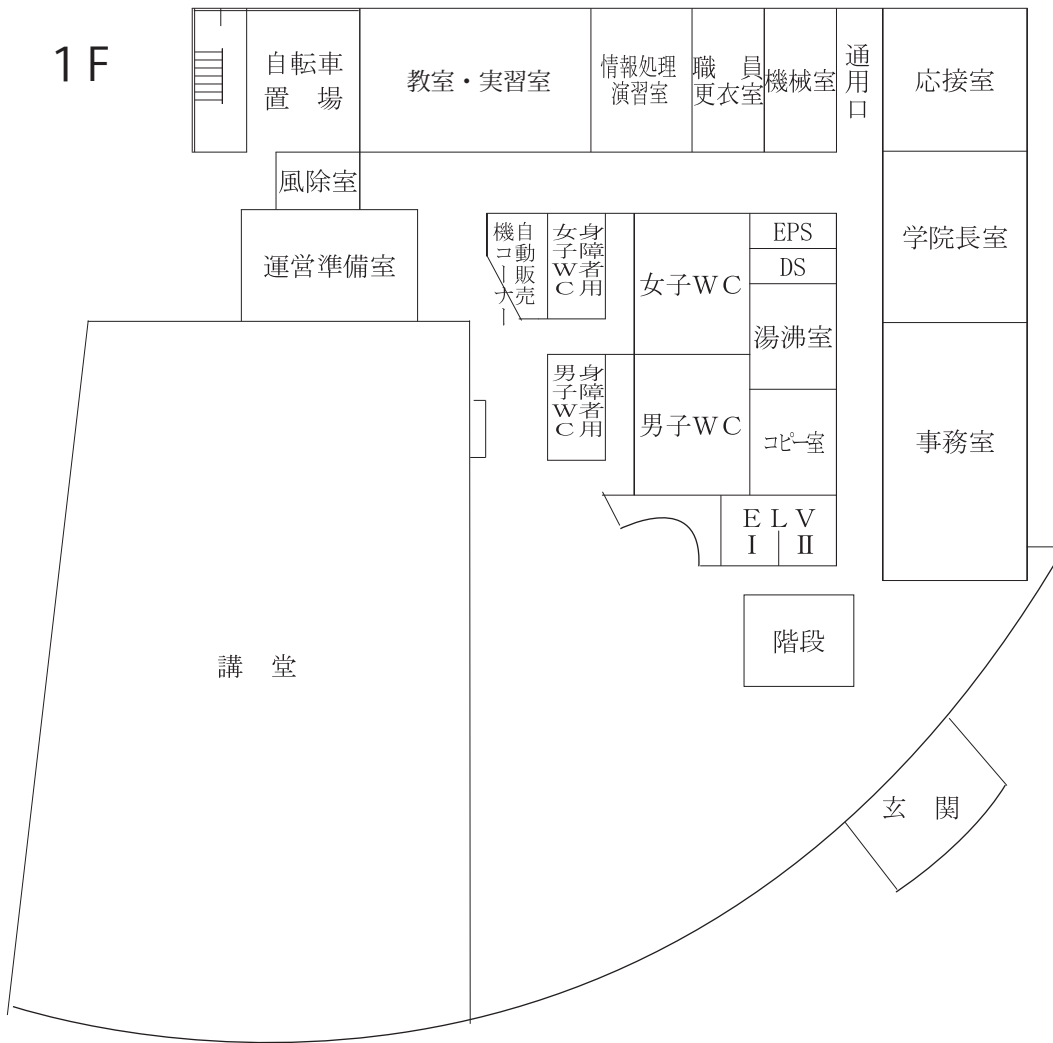 1F
自転車
置 場
教室・実習室
情報処理
演習室
職 員
更衣室
機械室
通用口
応接室
風除室
運営準備室
自動販売
機コーナー
身障者用
女子WC
女子WC
EPS
DS
湯沸室
学院長室
身障者用
男子WC
男子WC
コピー室
事務室
ELV
Ⅰ Ⅱ
階段
講 堂
玄 関